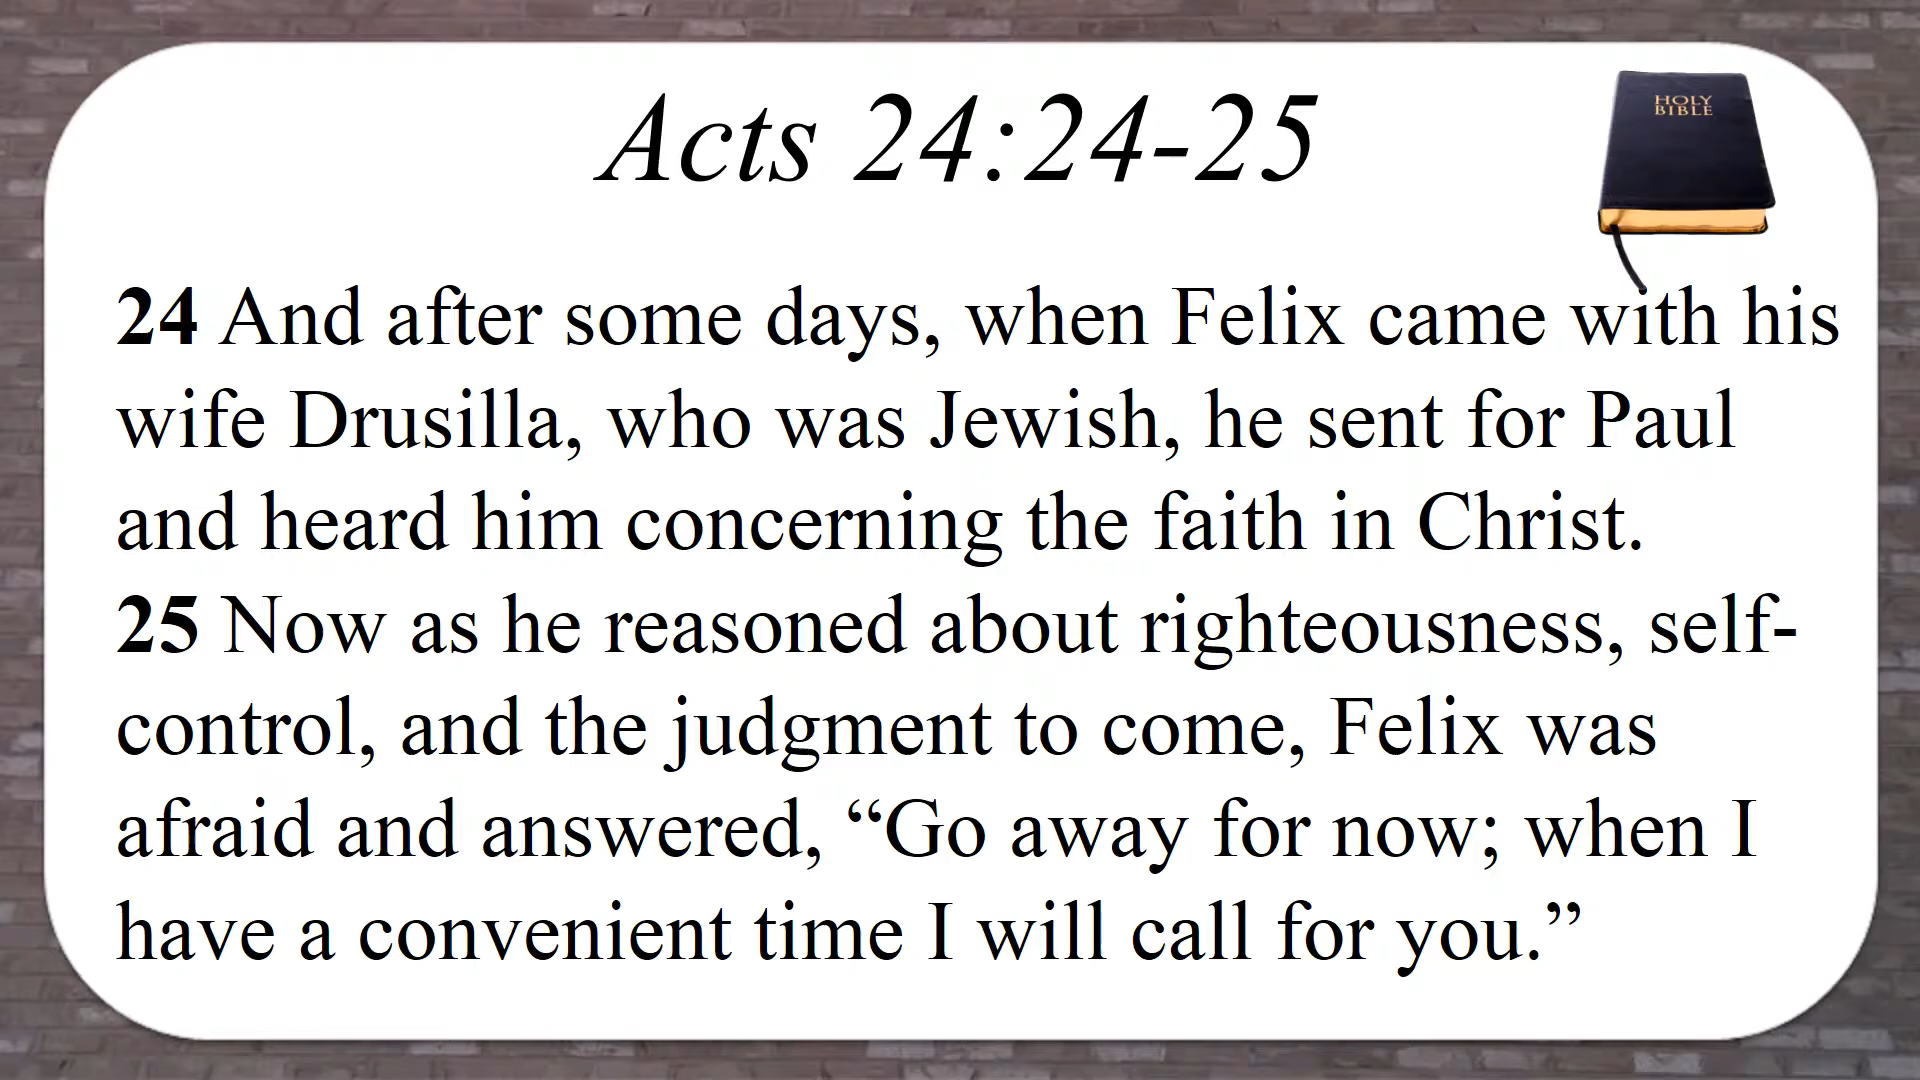 Acts 24:24-25
HOLY
BIBLE
24 And after some days, when Felix came with his
wife Drusilla, who was Jewish, he sent for Paul
and heard him concerning the faith in Christ.
25 Now as he reasoned about righteousness, self-
control, and the judgment to come, Felix was
afraid and answered, “Go away for now; when I
have a convenient time I will call for you.”